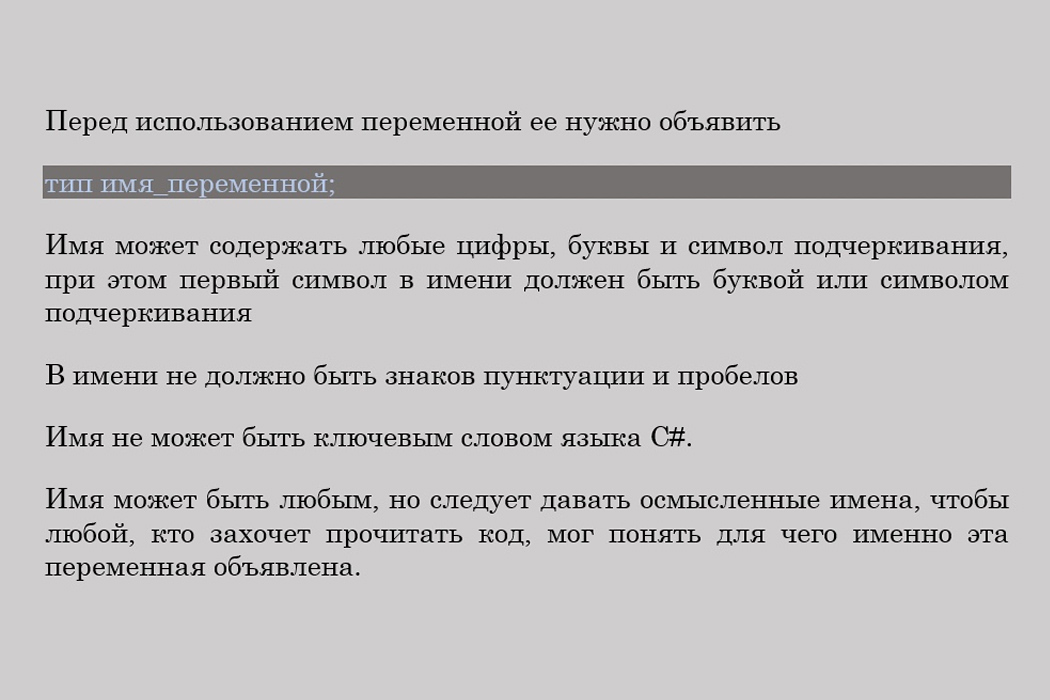 Перед использованием переменной ее нужно объявить
тип имя_переменной;
Имя может содержать любые цифры, буквы и символ подчеркивания,
при этом первый символ в имени должен быть буквой или символом
подчеркивания
В имени не должно быть знаков пунктуации и пробелов
Имя не может быть ключевым словом языка C#.
Имя может быть любым, но следует давать осмысленные имена, чтобы
любой, кто захочет прочитать код, мог понять для чего именно эта
переменная объявлена.